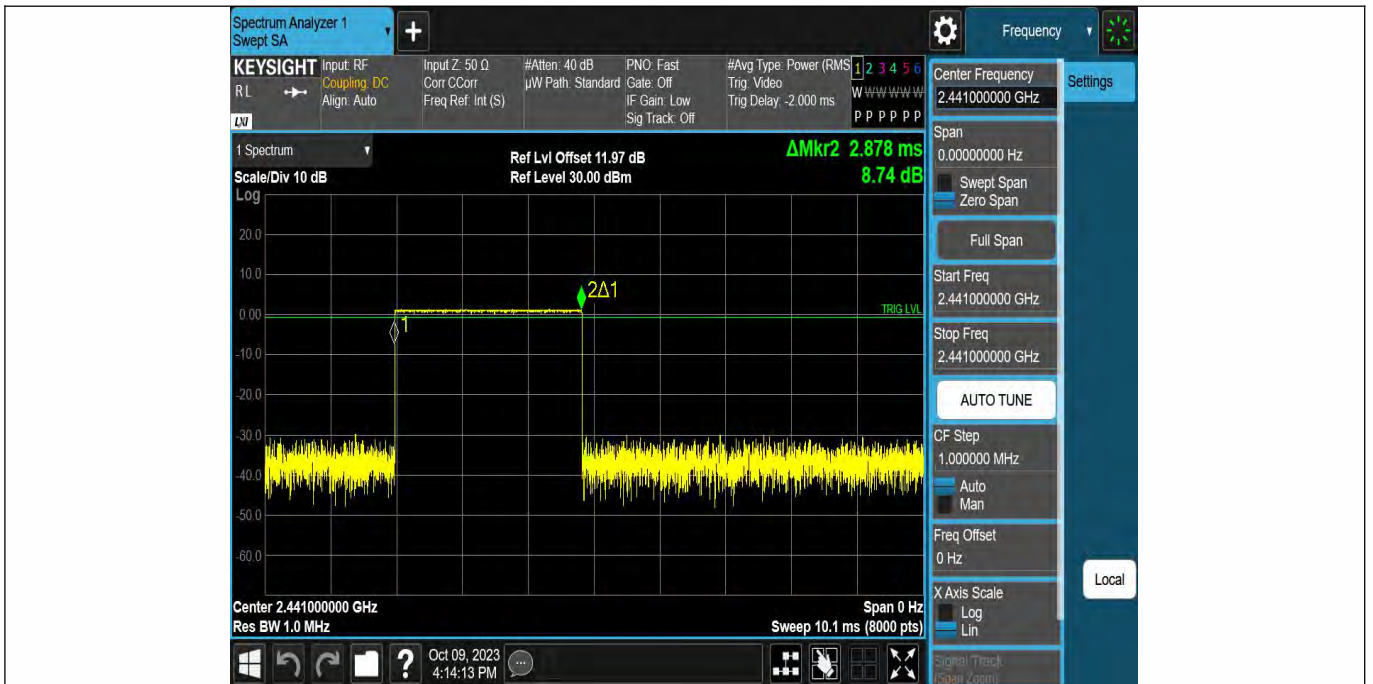 Spectrum Analyzer 1
Swept SA
Frequency
KEYSIGHT
R L
LXI
Input: RF
Coupling: DC
Align: Auto
Input Z: 50 Ω
Corr CCorr
Freq Ref: Int (S)
#Atten: 40 dB
µW Path: Standard
PNO: Fast
Gate: Off
IF Gain: Low
Sig Track: Off
#Avg Type: Power (RMS
Trig: Video
Trig Delay: -2.000 ms
1 2 3 4 5 6
W W W W W W
P P P P P P
1 Spectrum
Scale/Div 10 dB
Log
Ref Lvl Offset 11.97 dB
Ref Level 30.00 dBm
ΔMkr2 2.878 ms
8.74 dB
20.0
10.0
0.00
-10.0
-20.0
-30.0
-40.0
-50.0
-60.0
2Δ1
1
TRIG LVL
Center 2.441000000 GHz
Res BW 1.0 MHz
Span 0 Hz
Sweep 10.1 ms (8000 pts)
Center Frequency
2.441000000 GHz
Settings
Span
0.00000000 Hz
Swept Span
Zero Span
Full Span
Start Freq
2.441000000 GHz
Stop Freq
2.441000000 GHz
AUTO TUNE
CF Step
1.000000 MHz
Auto
Man
Freq Offset
0 Hz
X Axis Scale
Log
Lin
Signal Track
(Span Zoom)
Local
?
Oct 09, 2023
4:14:13 PM